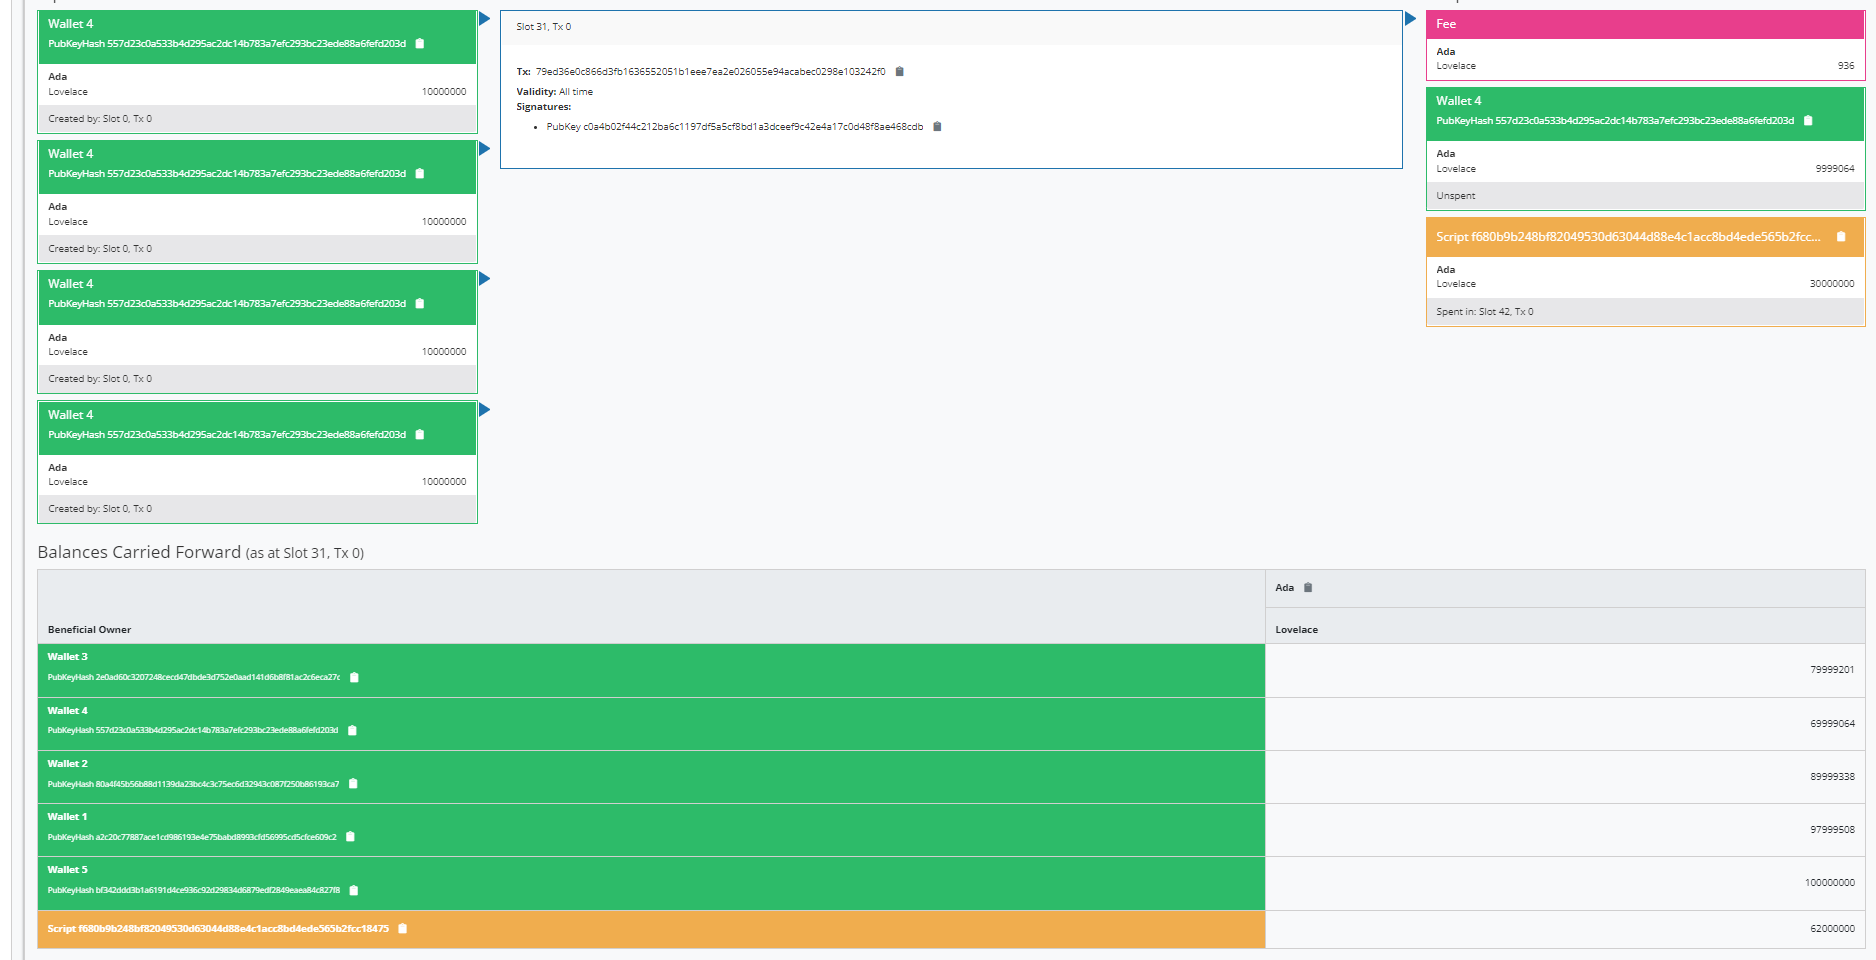 Wallet 4
PubKeyHash 557d23c0a533b4d295ac2dc14b783a7efc293bc23ede88a6fefd203d
Ada
Lovelace 10000000
Created by: Slot 0, Tx 0
Wallet 4
PubKeyHash 557d23c0a533b4d295ac2dc14b783a7efc293bc23ede88a6fefd203d
Ada
Lovelace 10000000
Created by: Slot 0, Tx 0
Wallet 4
PubKeyHash 557d23c0a533b4d295ac2dc14b783a7efc293bc23ede88a6fefd203d
Ada
Lovelace 10000000
Created by: Slot 0, Tx 0
Wallet 4
PubKeyHash 557d23c0a533b4d295ac2dc14b783a7efc293bc23ede88a6fefd203d
Ada
Lovelace 10000000
Created by: Slot 0, Tx 0
Slot 31, Tx 0
Tx: 79ed36e0c866d3fb1636552051b1eee7ea2e026055e94acabec0298e103242f0
Validity: All time
Signatures:
• PubKey c0a4b02f44c212ba6c1197df5a5cf8bd1a3dceef9c42e4a17c0d48f8ae468cdb
Fee
Ada
Lovelace 936
Wallet 4
PubKeyHash 557d23c0a533b4d295ac2dc14b783a7efc293bc23ede88a6fefd203d
Ada
Lovelace 9999064
Unspent
Script f680b9b248bf82049530d63044d88e4c1acc8bd4ede565b2fcc...
Ada
Lovelace 30000000
Spent in: Slot 42, Tx 0
Balances Carried Forward (as at Slot 31, Tx 0)
Ada
Beneficial Owner Lovelace
Wallet 3
PubKeyHash 2e0ad60c3207248cecd47dbde3d752e0aad141d6b8f81ac2c6eca27c
79999201
Wallet 4
PubKeyHash 557d23c0a533b4d295ac2dc14b783a7efc293bc23ede88a6fefd203d
69999064
Wallet 2
PubKeyHash 80a4f45b56b88d1139da23bc4c3c75ec6d32943c087f250b86193ca7
89999338
Wallet 1
PubKeyHash a2c20c77887ace1cd986193e4e75babd8993cfd56995cd5cfce609c2
97999508
Wallet 5
PubKeyHash bf342ddd3b1a6191d4ce936c92d29834d6879edf2849eaea84c827f8
100000000
Script f680b9b248bf82049530d63044d88e4c1acc8bd4ede565b2fcc18475
62000000